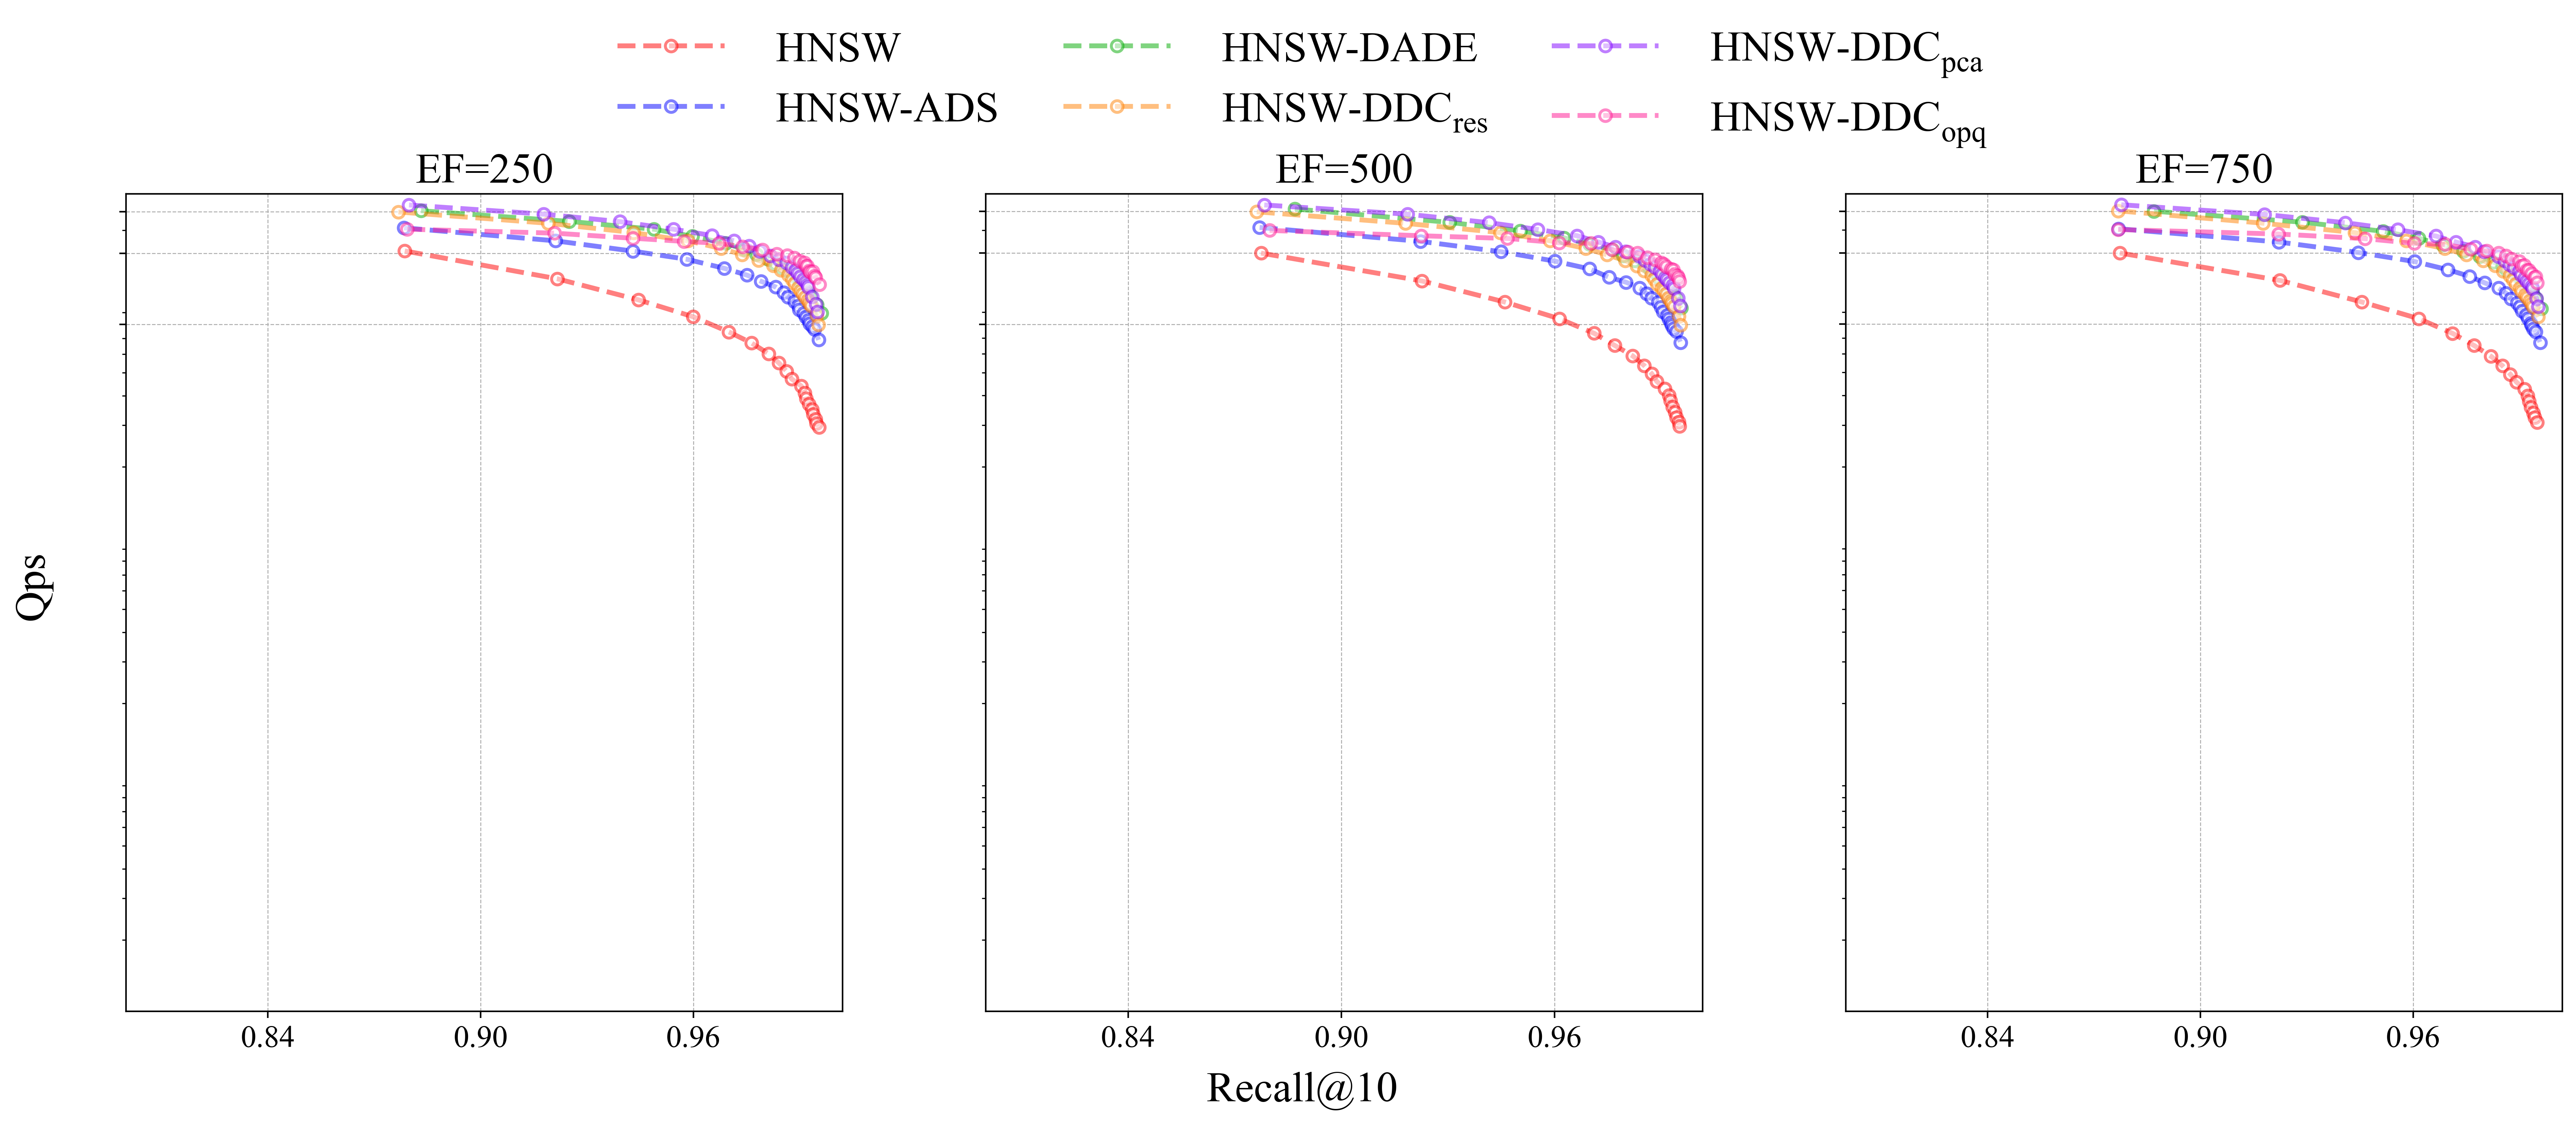 HNSW HNSW-DADE HNSW-DDCpca
HNSW-ADS HNSW-DDCres HNSW-DDCopq
EF=250 EF=500 EF=750
Qps
0.84 0.90 0.96 0.84 0.90 0.96 0.84 0.90 0.96
Recall@10